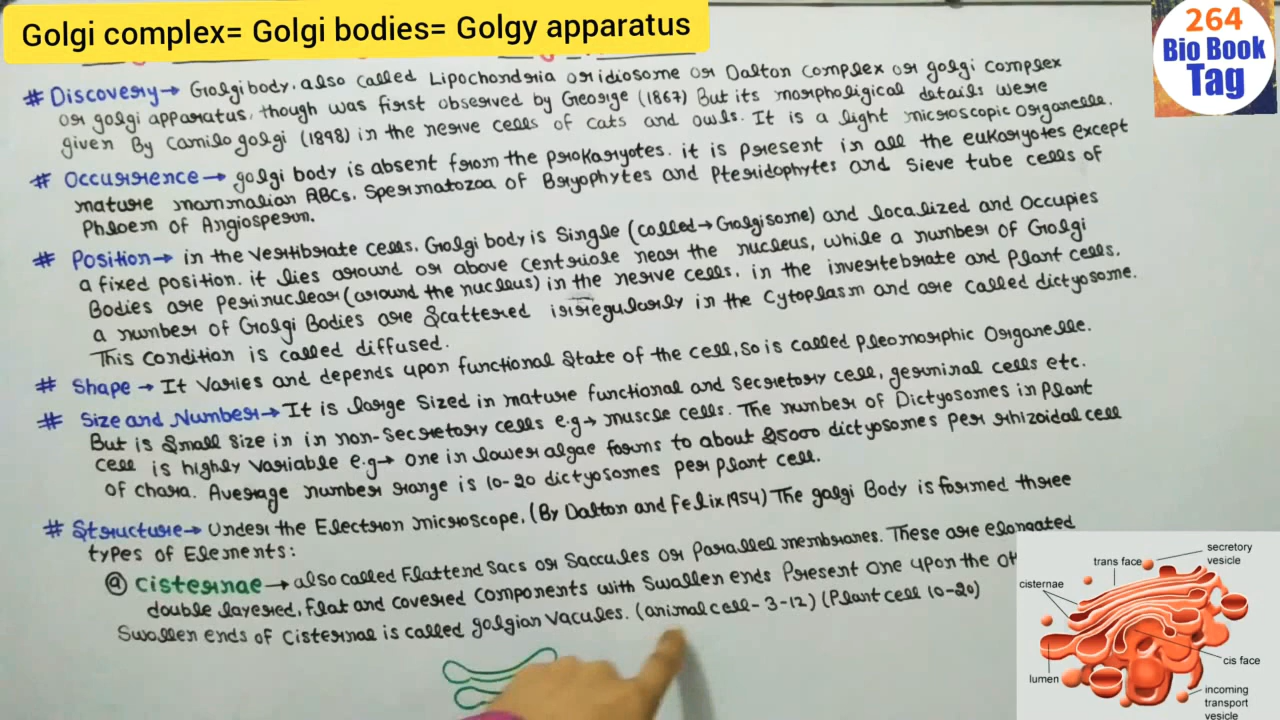 Golgi complex= Golgi bodies= Golgy apparatus
264
Bio Book
Tag
# Discovery→ Golgi body. also called Lipochondria or idiosome or Dalton complex or golgi complex
or golgi apparatus, though was first observed by George (1867) But its morpholigical details were
given By Camilo golgi (1898) in the nerve cells of cats and owls. It is a light microscopic organelle.
# Occurrence→ golgi body is absent from the prokaryotes. it is present in all the eukaryotes except
mature mammalian RBCs. Spermatozoa of Bryophytes and Pteridophytes and Sieve tube cells of
Phloem of Angiosperm.
# Position→ in the vertibrate cells. Golgi body is single (called→Golgisome) and localized and Occupies
a fixed position. it lies around or above centriole near the nucleus, while a number of Golgi
Bodies are perinuclear (around the nucleus) in the nerve cells. in the invertebrate and plant cells.
a number of Golgi Bodies are Scattered irregularly in the Cytoplasm and are called dictyosome.
This condition is called diffused.
# Shape → It varies and depends upon functional State of the cell, So is called pleomorphic Organelle.
# Size and Number→ It is large sized in mature functional and secretory cell, germinal cells etc.
But is small size in in non-secretory cells e.g→ muscle cells. The number of Dictyosomes in plant
cell is highly variable e.g→ one in lower algae forms to about 25000 dictyosomes per rhizoidal cell
of chara. Average number range is 10-20 dictyosomes per plant cell.
# Structure→ Under the Electron microscope. (By Dalton and Felix 1954) The golgi Body is formed three
types of Elements:
ⓐ Cisternae → also called Flattend Sacs or Saccules or Parallel membranes. These are elongated
double layered, flat and covered components with Swallen ends Present one upon the
Swollen ends of Cisternal is called golgian vacules. (animal cell- 3-12) (Plant cell 10-20)
trans face
secretory
vesicle
cisternae
cis face
lumen
incoming
transport
vesicle